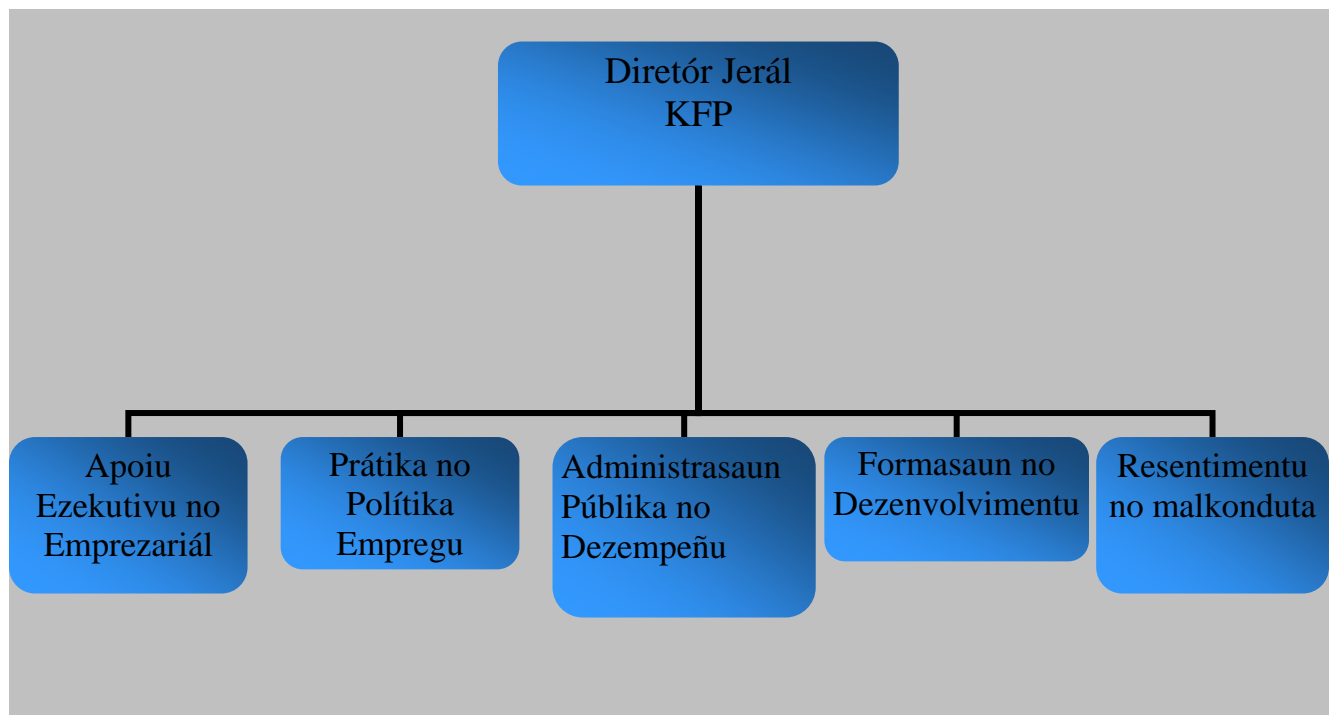 Diretór Jerál
KFP
Apoiu
Ezekutivu no
Emprezariál
Prátika no
Polítika
Empregu
Administrasaun
Públika no
Dezempeñu
Formasaun no
Dezenvolvimentu
Resentimentu
no malkonduta